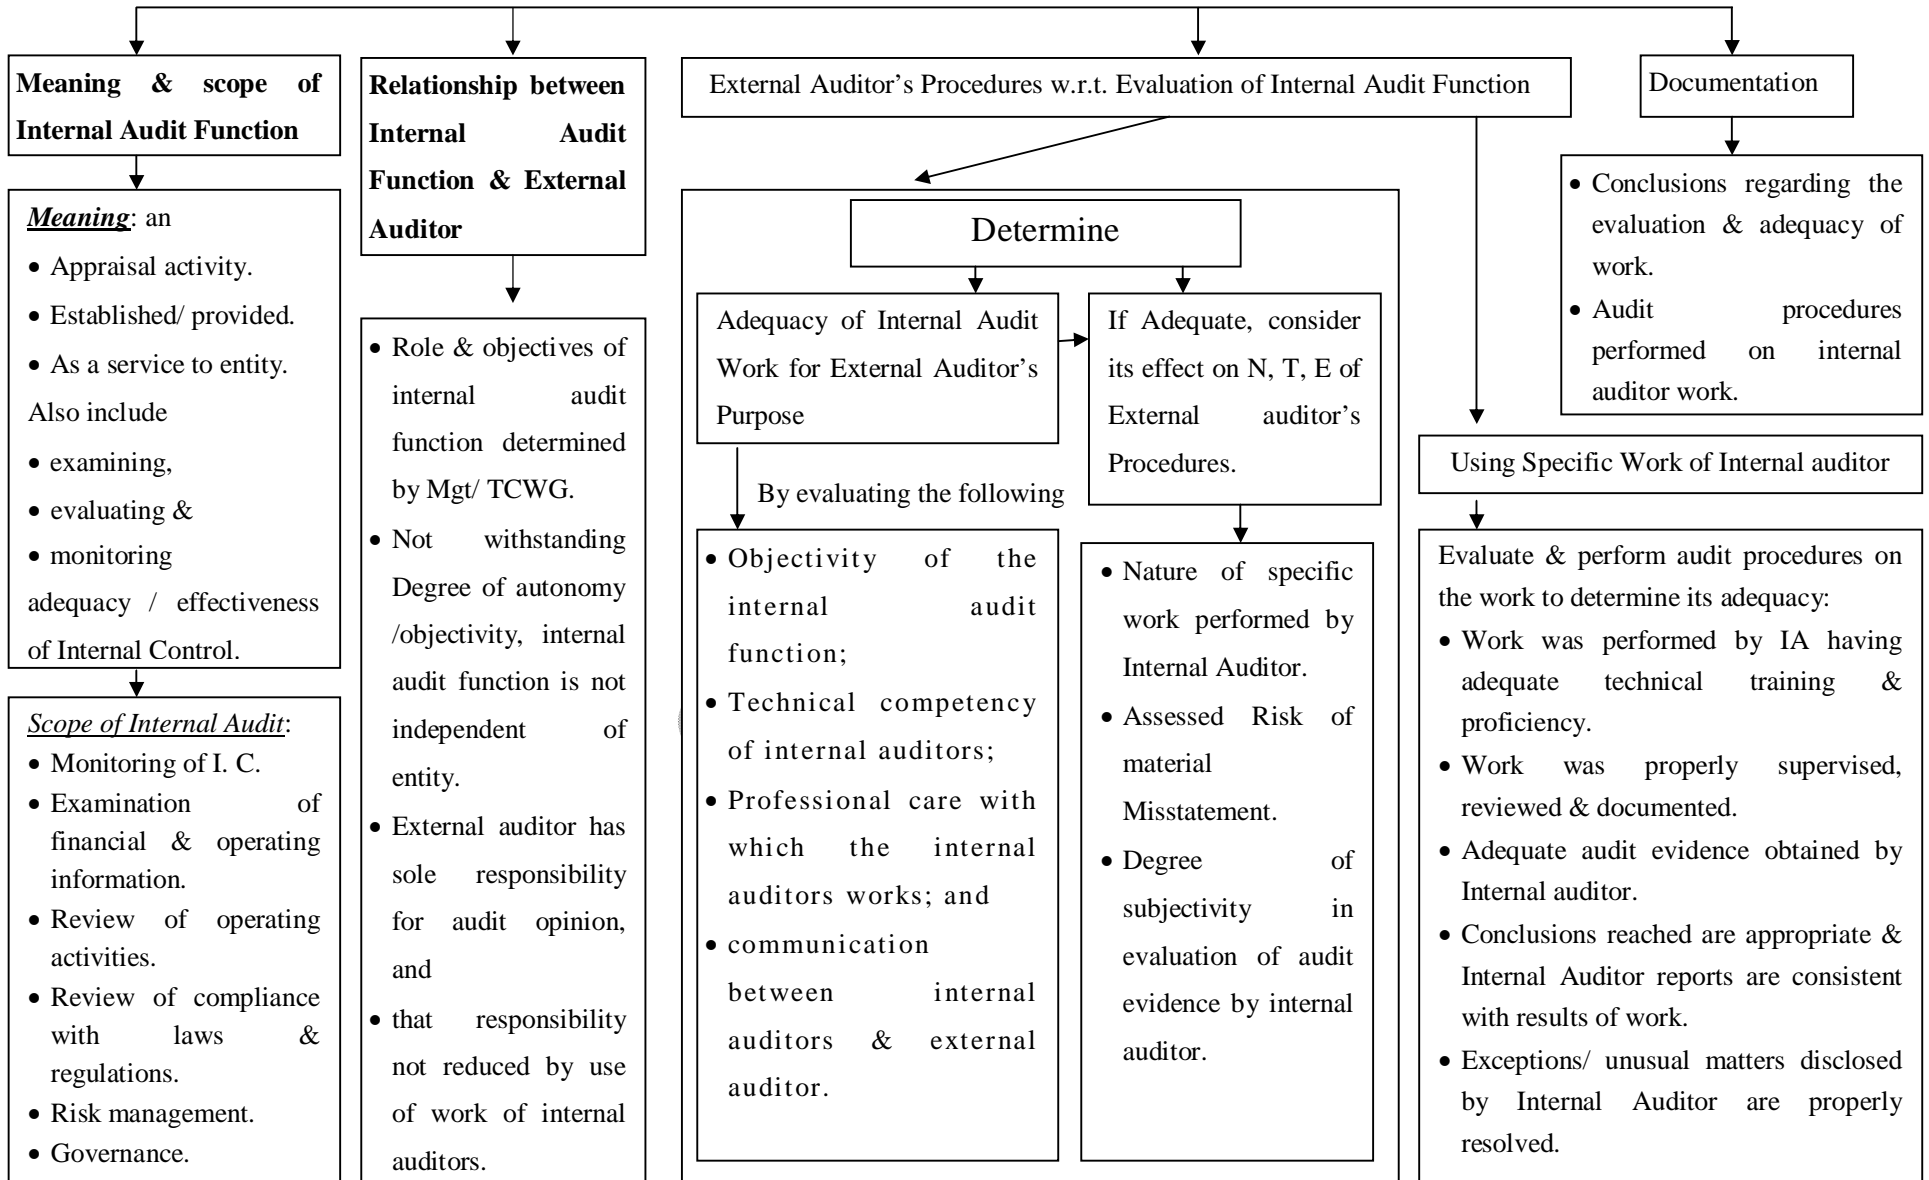 Meaning & scope of
Internal Audit Function
Meaning: an
• Appraisal activity.
• Established/ provided.
• As a service to entity.
Also include
• examining,
• evaluating &
• monitoring
adequacy / effectiveness
of Internal Control.
Scope of Internal Audit:
• Monitoring of I. C.
• Examination of
financial & operating
information.
• Review of operating
activities.
• Review of compliance
with laws &
regulations.
• Risk management.
• Governance.
Relationship between
Internal Audit
Function & External
Auditor
• Role & objectives of
internal audit
function determined
by Mgt/ TCWG.
• Not withstanding
Degree of autonomy
/objectivity, internal
audit function is not
independent of
entity.
• External auditor has
sole responsibility
for audit opinion,
and
• that responsibility
not reduced by use
of work of internal
auditors.
External Auditor’s Procedures w.r.t. Evaluation of Internal Audit Function
Determine
Adequacy of Internal Audit
Work for External Auditor’s
Purpose
By evaluating the following
• Objectivity of the
internal audit
function;
• Technical competency
of internal auditors;
• Professional care with
which the internal
auditors works; and
• communication
between internal
auditors & external
auditor.
If Adequate, consider
its effect on N, T, E of
External auditor’s
Procedures.
• Nature of specific
work performed by
Internal Auditor.
• Assessed Risk of
material
Misstatement.
• Degree of
subjectivity in
evaluation of audit
evidence by internal
auditor.
Using Specific Work of Internal auditor
Evaluate & perform audit procedures on
the work to determine its adequacy:
• Work was performed by IA having
adequate technical training &
proficiency.
• Work was properly supervised,
reviewed & documented.
• Adequate audit evidence obtained by
Internal auditor.
• Conclusions reached are appropriate &
Internal Auditor reports are consistent
with results of work.
• Exceptions/ unusual matters disclosed
by Internal Auditor are properly
resolved.
Documentation
• Conclusions regarding the
evaluation & adequacy of
work.
• Audit procedures
performed on internal
auditor work.